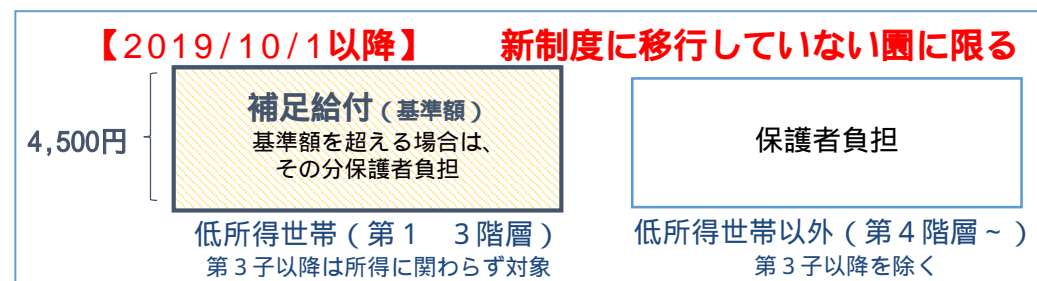 【2019/10/1以降】　新制度に移行していない園に限る
4,500円
補足給付(基準額)
基準額を超える場合は、
その分保護者負担
保護者負担
低所得世帯(第1　3階層)
第3子以降は所得に関わらず対象
低所得世帯以外(第4階層~)
第3子以降を除く